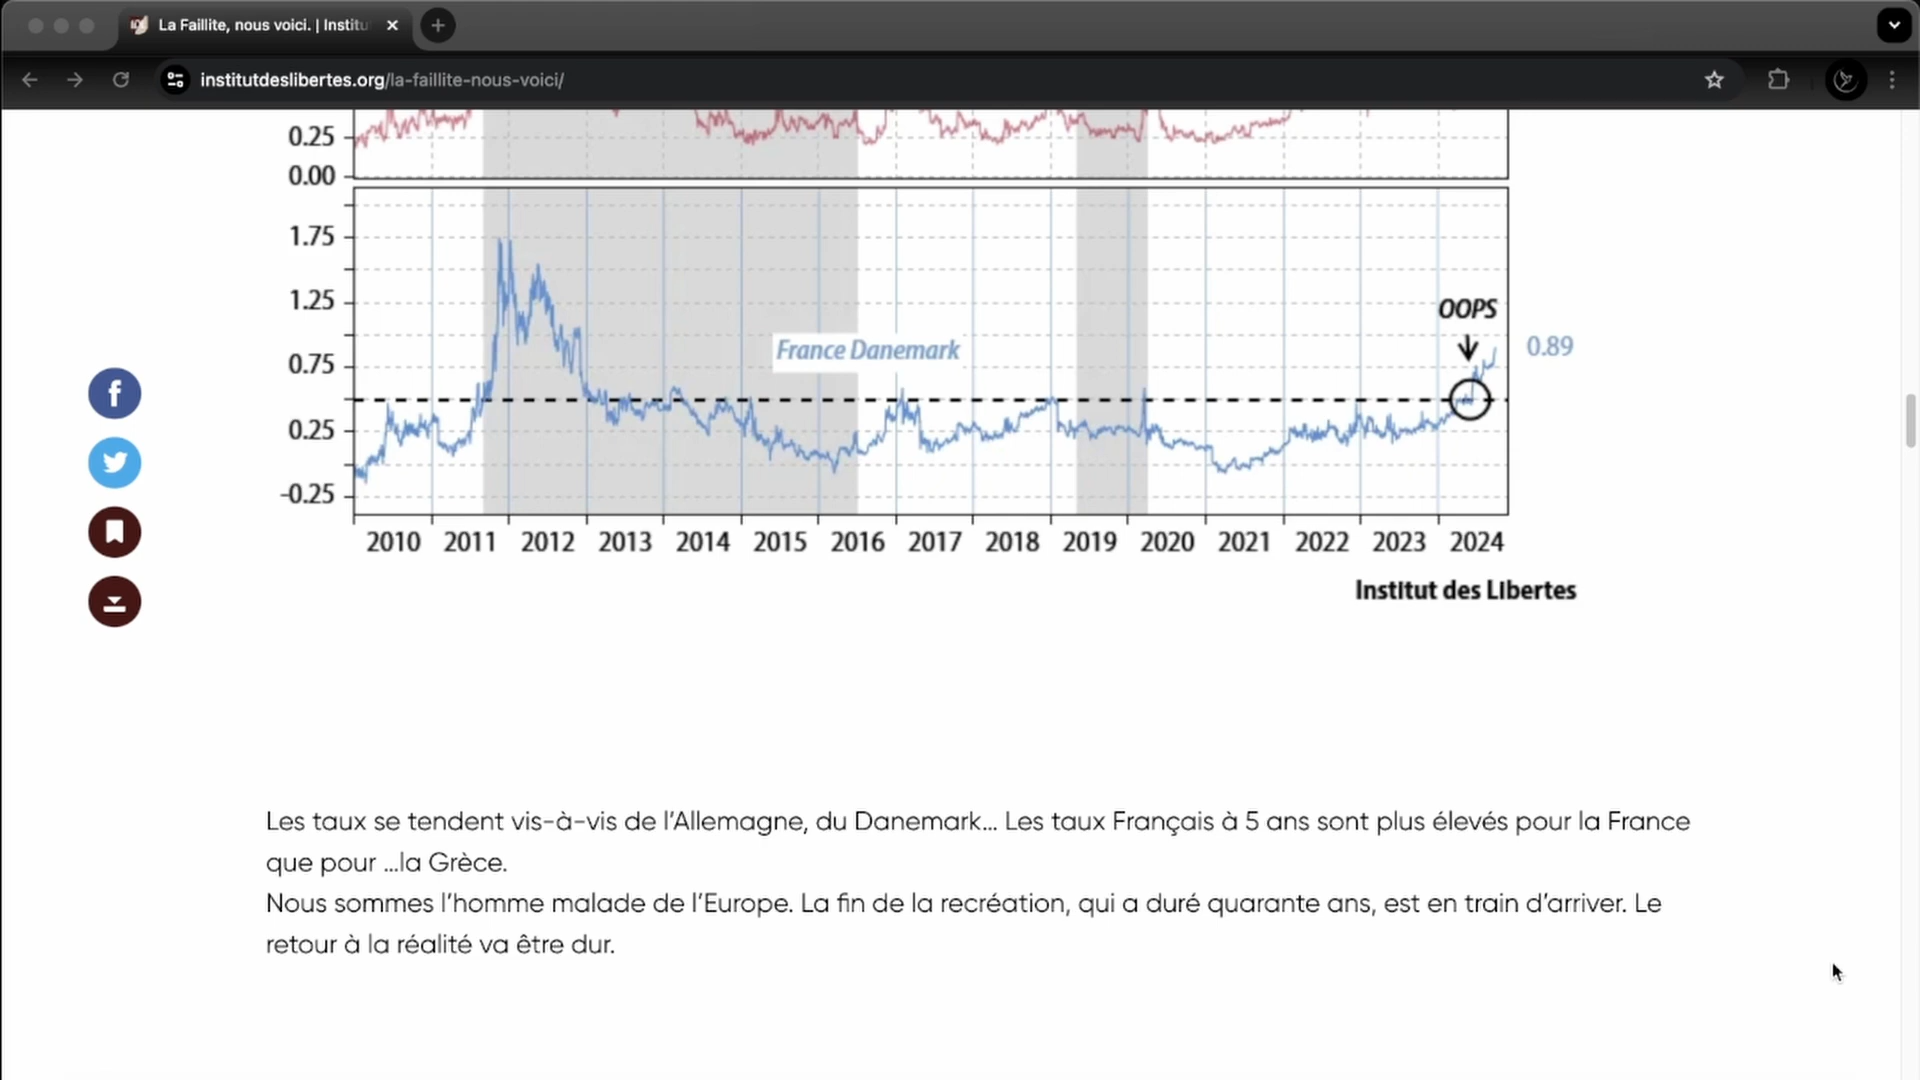 La Faillite, nous voici. | Institu
institutdeslibertes.org/la-faillite-nous-voici/
0.25
0.00
1.75
1.25
OOPS
0.89
France Danemark
0.75
0.25
-0.25
2010 2011 2012 2013 2014 2015 2016 2017 2018 2019 2020 2021 2022 2023 2024
Institut des Libertes
Les taux se tendent vis-à-vis de l’Allemagne, du Danemark… Les taux Français à 5 ans sont plus élevés pour la France
que pour …la Grèce.
Nous sommes l’homme malade de l’Europe. La fin de la recréation, qui a duré quarante ans, est en train d’arriver. Le
retour à la réalité va être dur.